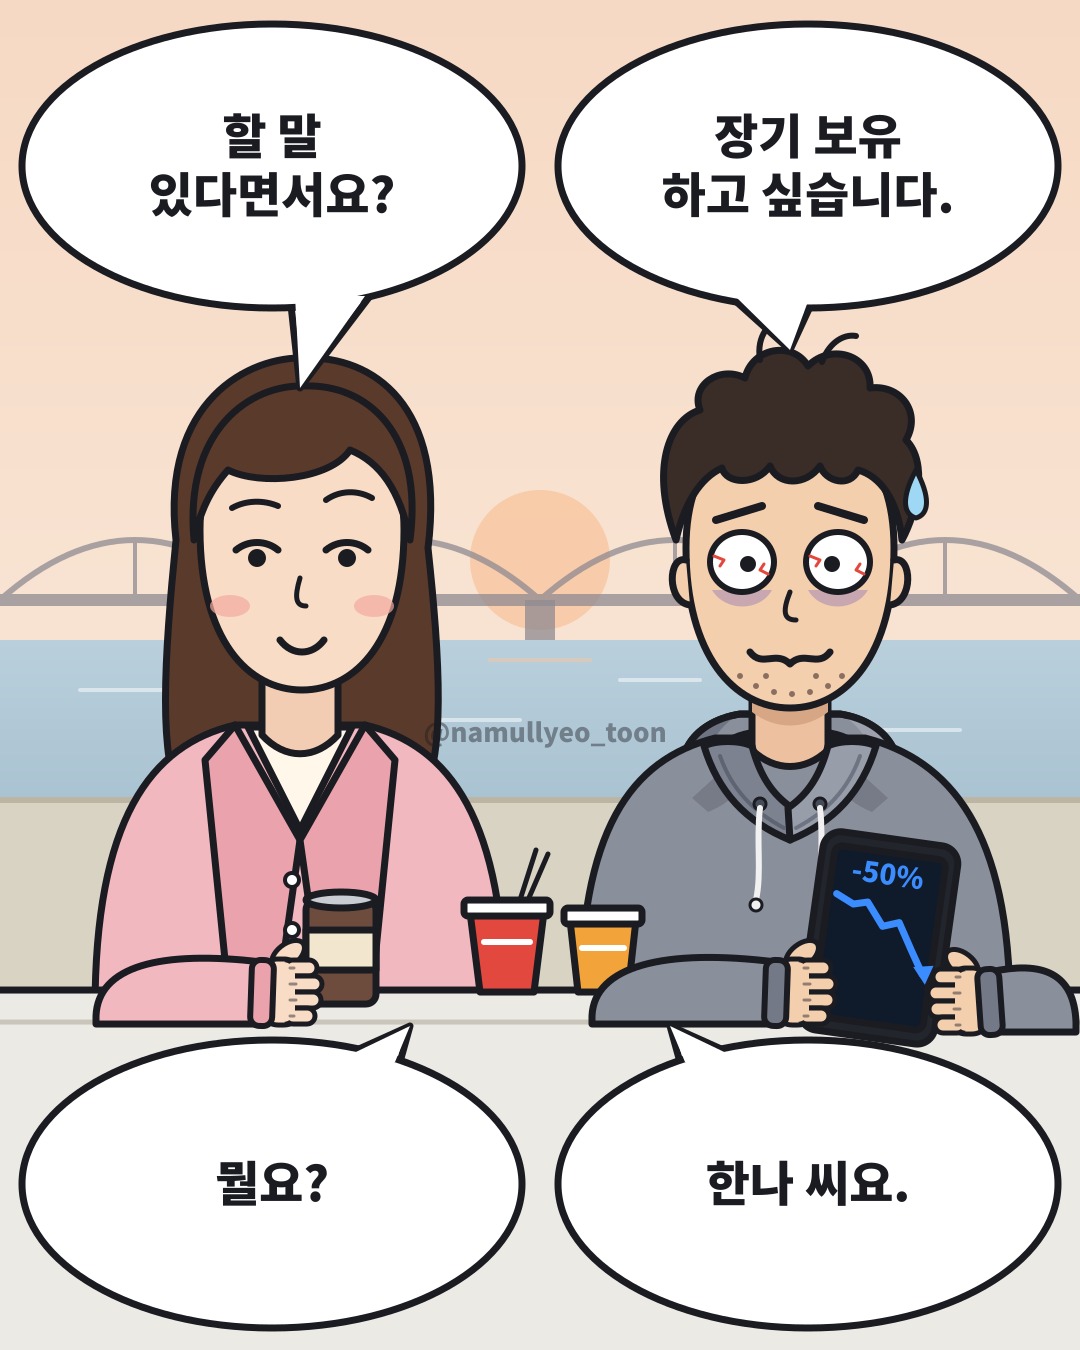 할 말
있다면서요?
장기 보유
하고 싶습니다.
@namullyeo_toon
-50%
뭘요?
한나 씨요.